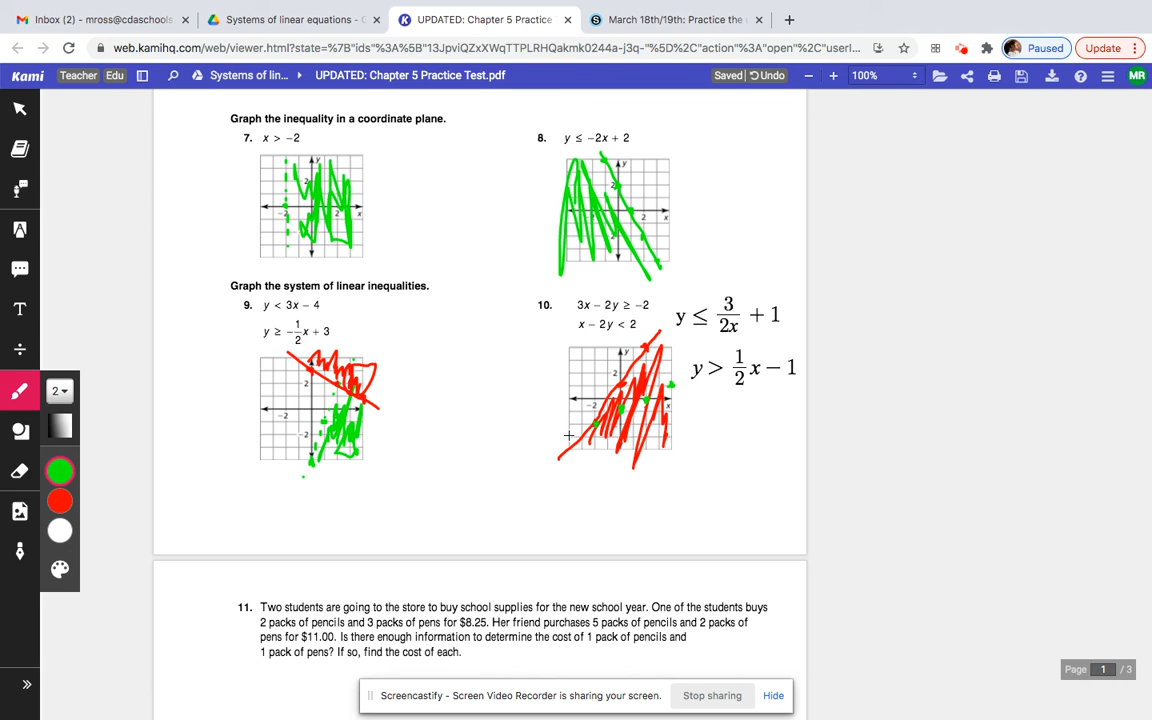 Inbox (2) - mross@cdaschools.
Systems of linear equations - G
UPDATED: Chapter 5 Practice Tes
March 18th/19th: Practice the
web.kamihq.com/web/viewer.html?state=%7B"ids"%3A%5B"13JpviQZxXWqTTPLRHQakmk0244a-j3q-"%5D%2C"action"%3A"open"%2C"userI...
Paused
Update
Kami
Teacher
Edu
Systems of lin...
UPDATED: Chapter 5 Practice Test.pdf
Saved
Undo
100%
MR
Graph the inequality in a coordinate plane.
7. x > −2
8. y ≤ −2x + 2
Graph the system of linear inequalities.
9. y < 3x − 4
y ≥ −1/2x + 3
10. 3x − 2y ≥ −2
x − 2y < 2
y ≤ 3/2x + 1
y > 1/2x − 1
11. Two students are going to the store to buy school supplies for the new school year. One of the students buys
2 packs of pencils and 3 packs of pens for $8.25. Her friend purchases 5 packs of pencils and 2 packs of
pens for $11.00. Is there enough information to determine the cost of 1 pack of pencils and
1 pack of pens? If so, find the cost of each.
Page 1 / 3
Screencastify - Screen Video Recorder is sharing your screen.
Stop sharing
Hide